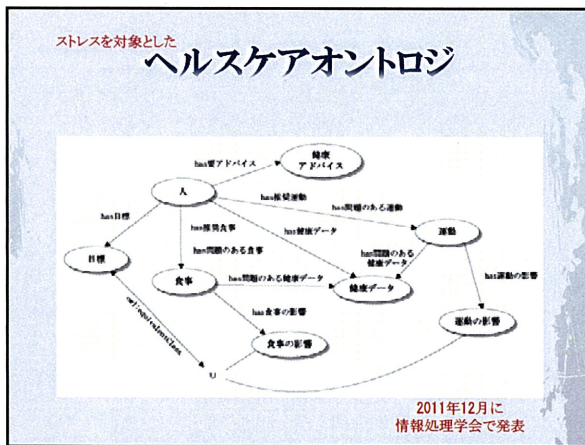 ストレスを対象とした
ヘルスケアオントロジ
健康
アドバイス
has要アドバイス
人
has推奨運動
has問題のある運動
has目標
has推奨食事
has健康データ
運動
has問題のある食事
has問題のある
健康データ
目標
食事
has問題のある健康データ
健康データ
has運動の影響
has食事の影響
運動の影響
owl:equivalentClass
食事の影響
∪
2011年12月に
情報処理学会で発表